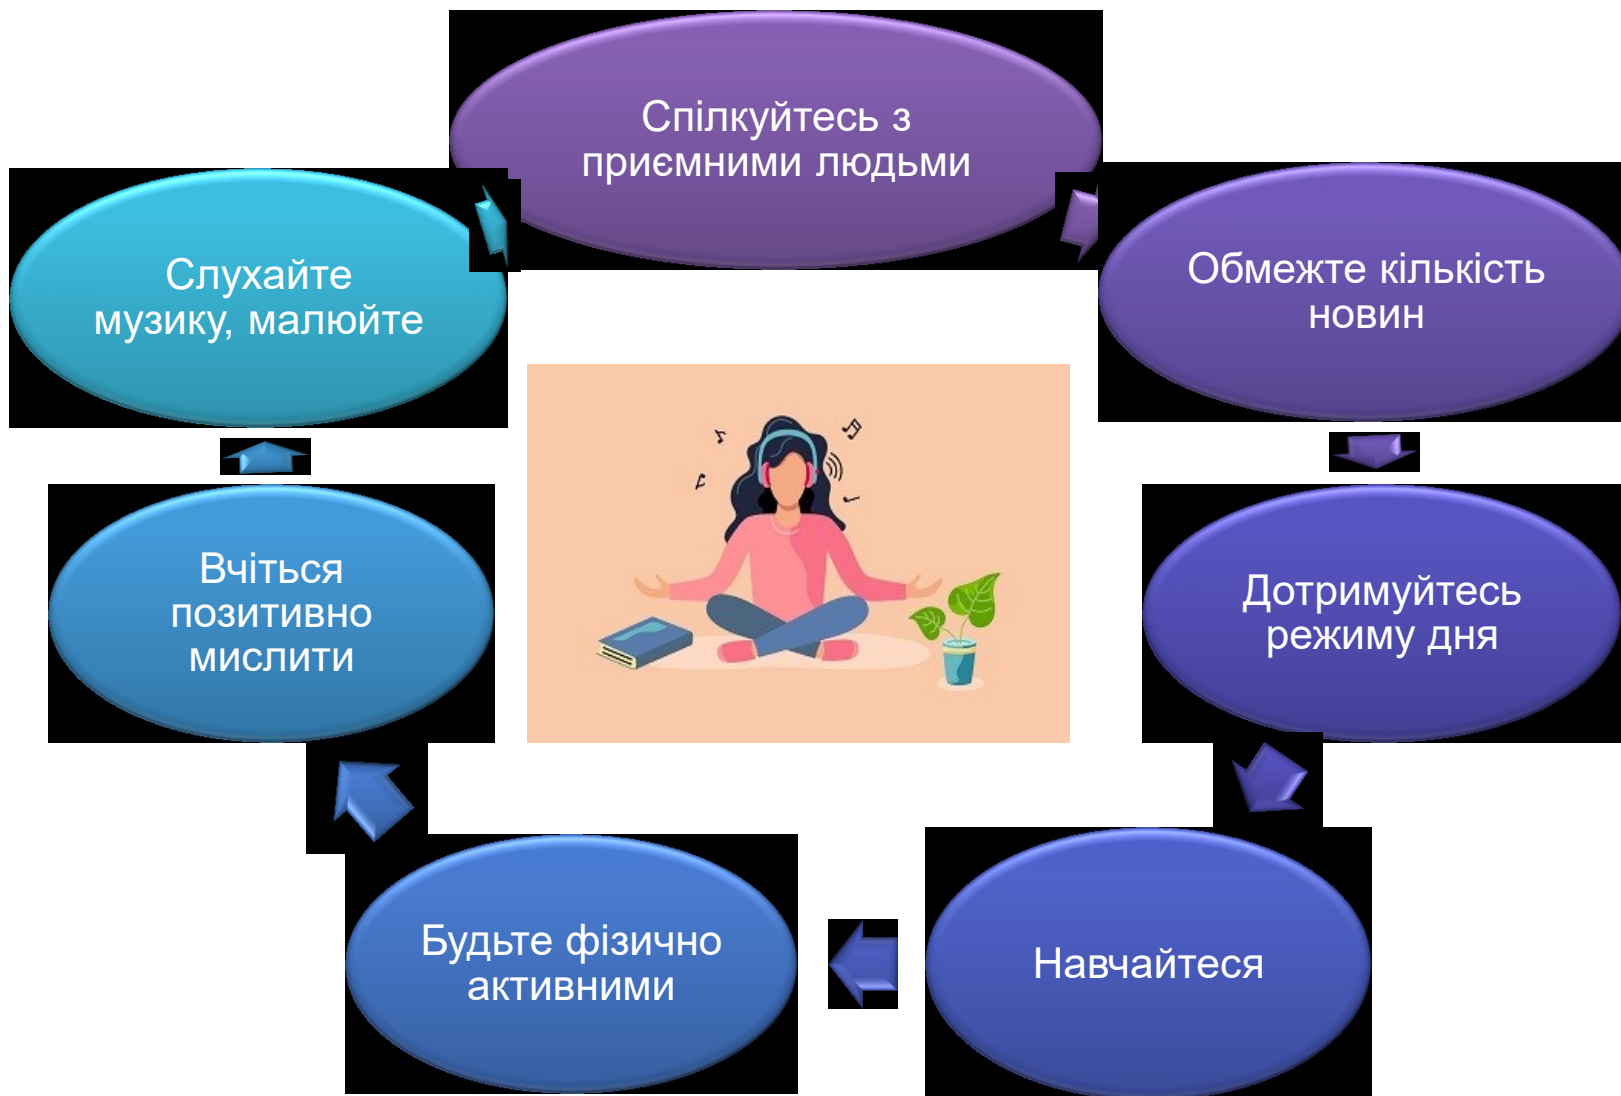 Спілкуйтесь з
приємними людьми
Обмежте кількість
новин
Дотримуйтесь
режиму дня
Навчайтеся
Будьте фізично
активними
Вчіться
позитивно
мислити
Слухайте
музику, малюйте